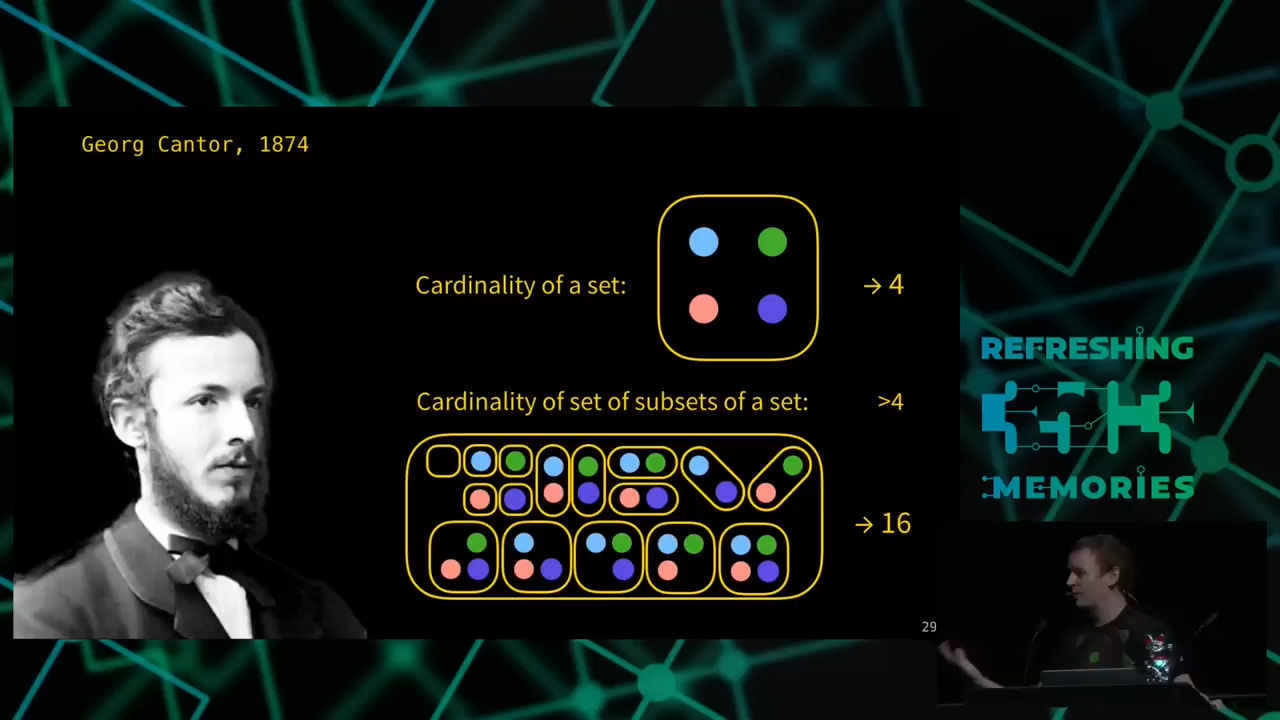 Georg Cantor, 1874
Cardinality of a set:
→ 4
Cardinality of set of subsets of a set:
>4
→ 16
29
REFRESHING
MEMORIES